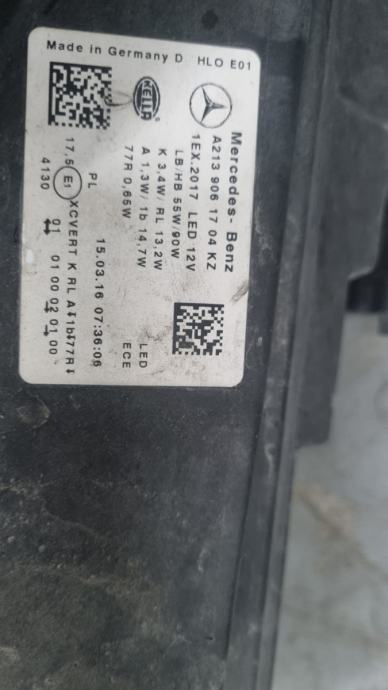 Made in Germany D HLO E01
HELLA
Mercedes-Benz
A213 906 17 04 KZ
1EX.2017 LED 12V
LB/HB 55W/90W
K 3,4W/ RL 13,2W
A 1,3W/ 1b 14,7W
77R 0,65W
LED
ECE
PL 15.03.16 07:36:06
17,5 E1 XCVERT K RL A 1b 77R
4130 01 01 00 02 01 00